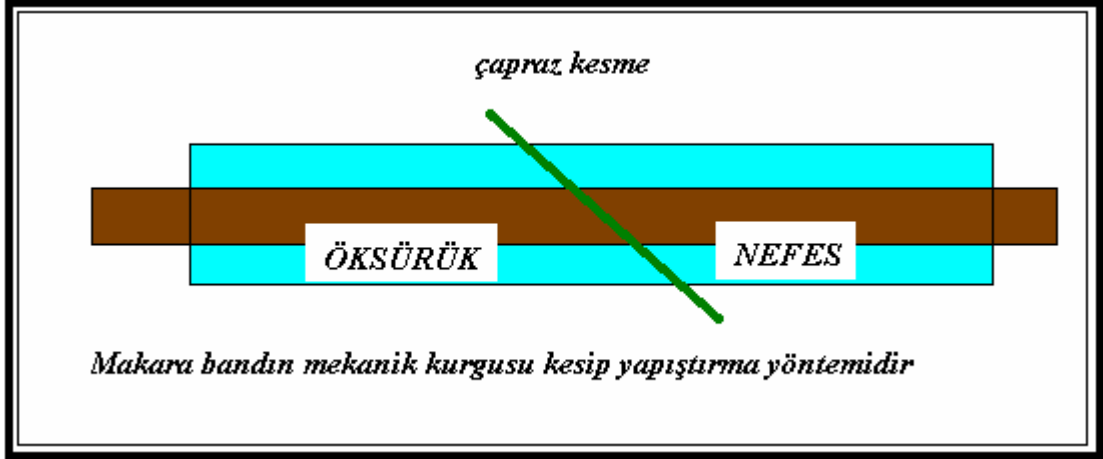 çapraz kesme
ÖKSÜRÜK
NEFES
Makara bandın mekanik kurgusu kesip yapıştırma yöntemidir